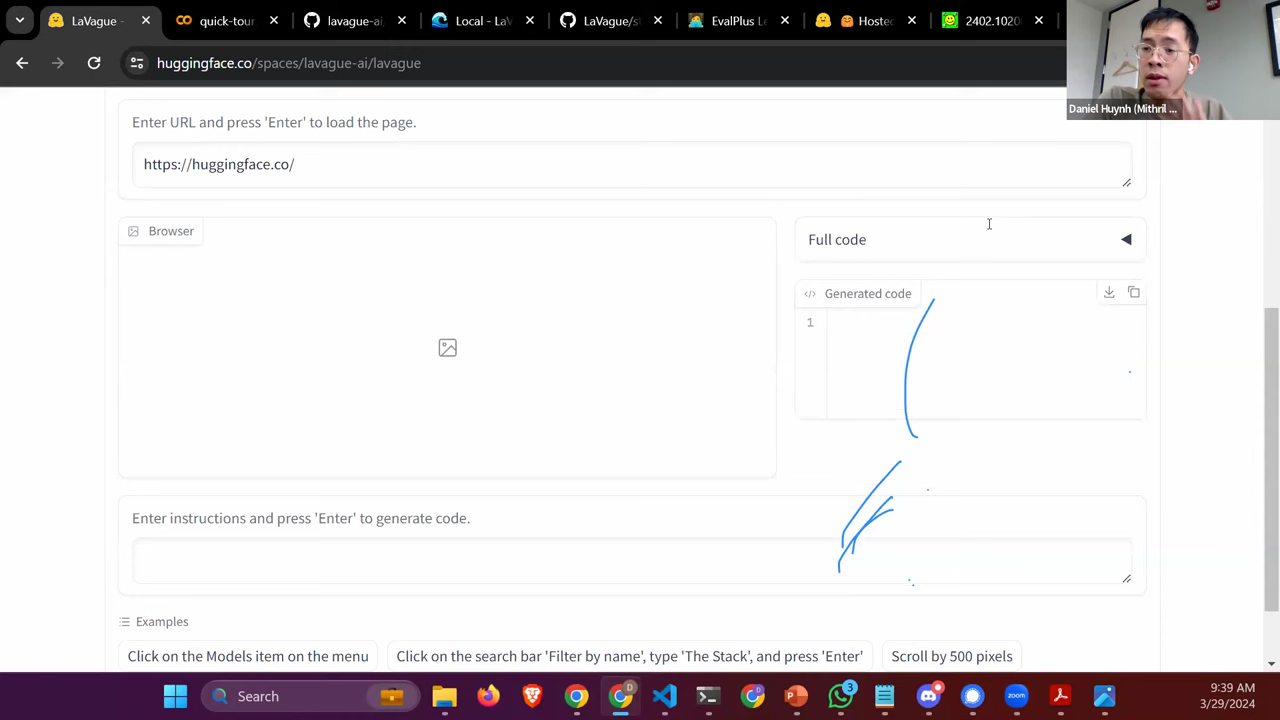 LaVague
quick-tour
lavague-ai,
Local - LaV
LaVague/s
EvalPlus Le
Hosted
2402.1020
huggingface.co/spaces/lavague-ai/lavague
Daniel Huynh (Mithril ...
Enter URL and press 'Enter' to load the page.
https://huggingface.co/
Browser
Full code
Generated code
1
Enter instructions and press 'Enter' to generate code.
Examples
Click on the Models item on the menu
Click on the search bar 'Filter by name', type 'The Stack', and press 'Enter'
Scroll by 500 pixels
Search
3
zoom
9:39 AM
3/29/2024